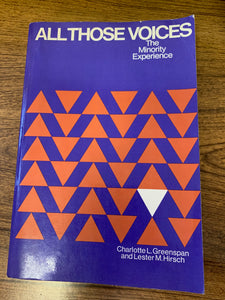 ALL THOSE VOICES
The
Minority
Experience
Charlotte L. Greenspan
and Lester M. Hirsch